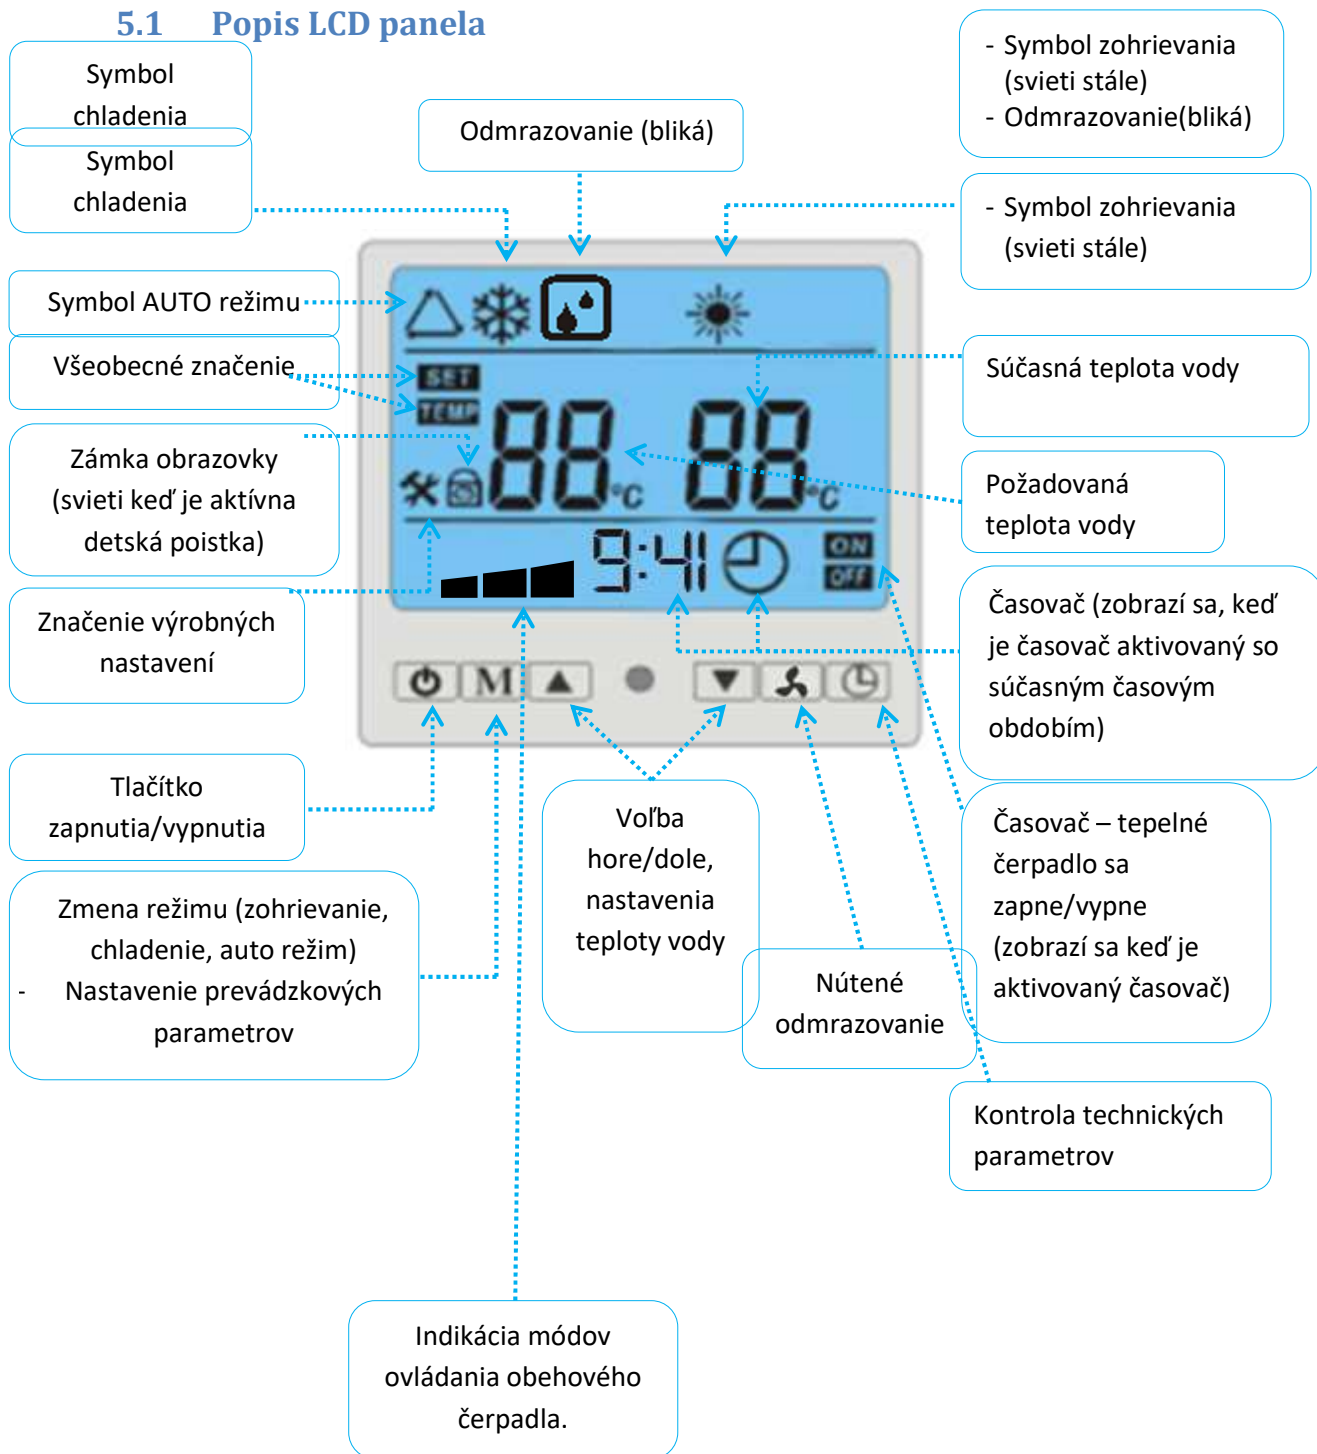 5.1 Popis LCD panela
Symbol
chladenia
Symbol
chladenia
Odmrazovanie (bliká)
- Symbol zohrievania
(svieti stále)
- Odmrazovanie(bliká)
- Symbol zohrievania
(svieti stále)
Symbol AUTO režimu
Všeobecné značenie
Zámka obrazovky
(svieti keď je aktívna
detská poistka)
Značenie výrobných
nastavení
SET
TEMP
88 °C 88 °C
9:41
ON
OFF
M
Súčasná teplota vody
Požadovaná
teplota vody
Časovač (zobrazí sa, keď
je časovač aktivovaný so
súčasným časovým
obdobím)
Tlačítko
zapnutia/vypnutia
Zmena režimu (zohrievanie,
chladenie, auto režim)
- Nastavenie prevádzkových
parametrov
Voľba
hore/dole,
nastavenia
teploty vody
Nútené
odmrazovanie
Časovač – tepelné
čerpadlo sa
zapne/vypne
(zobrazí sa keď je
aktivovaný časovač)
Kontrola technických
parametrov
Indikácia módov
ovládania obehového
čerpadla.